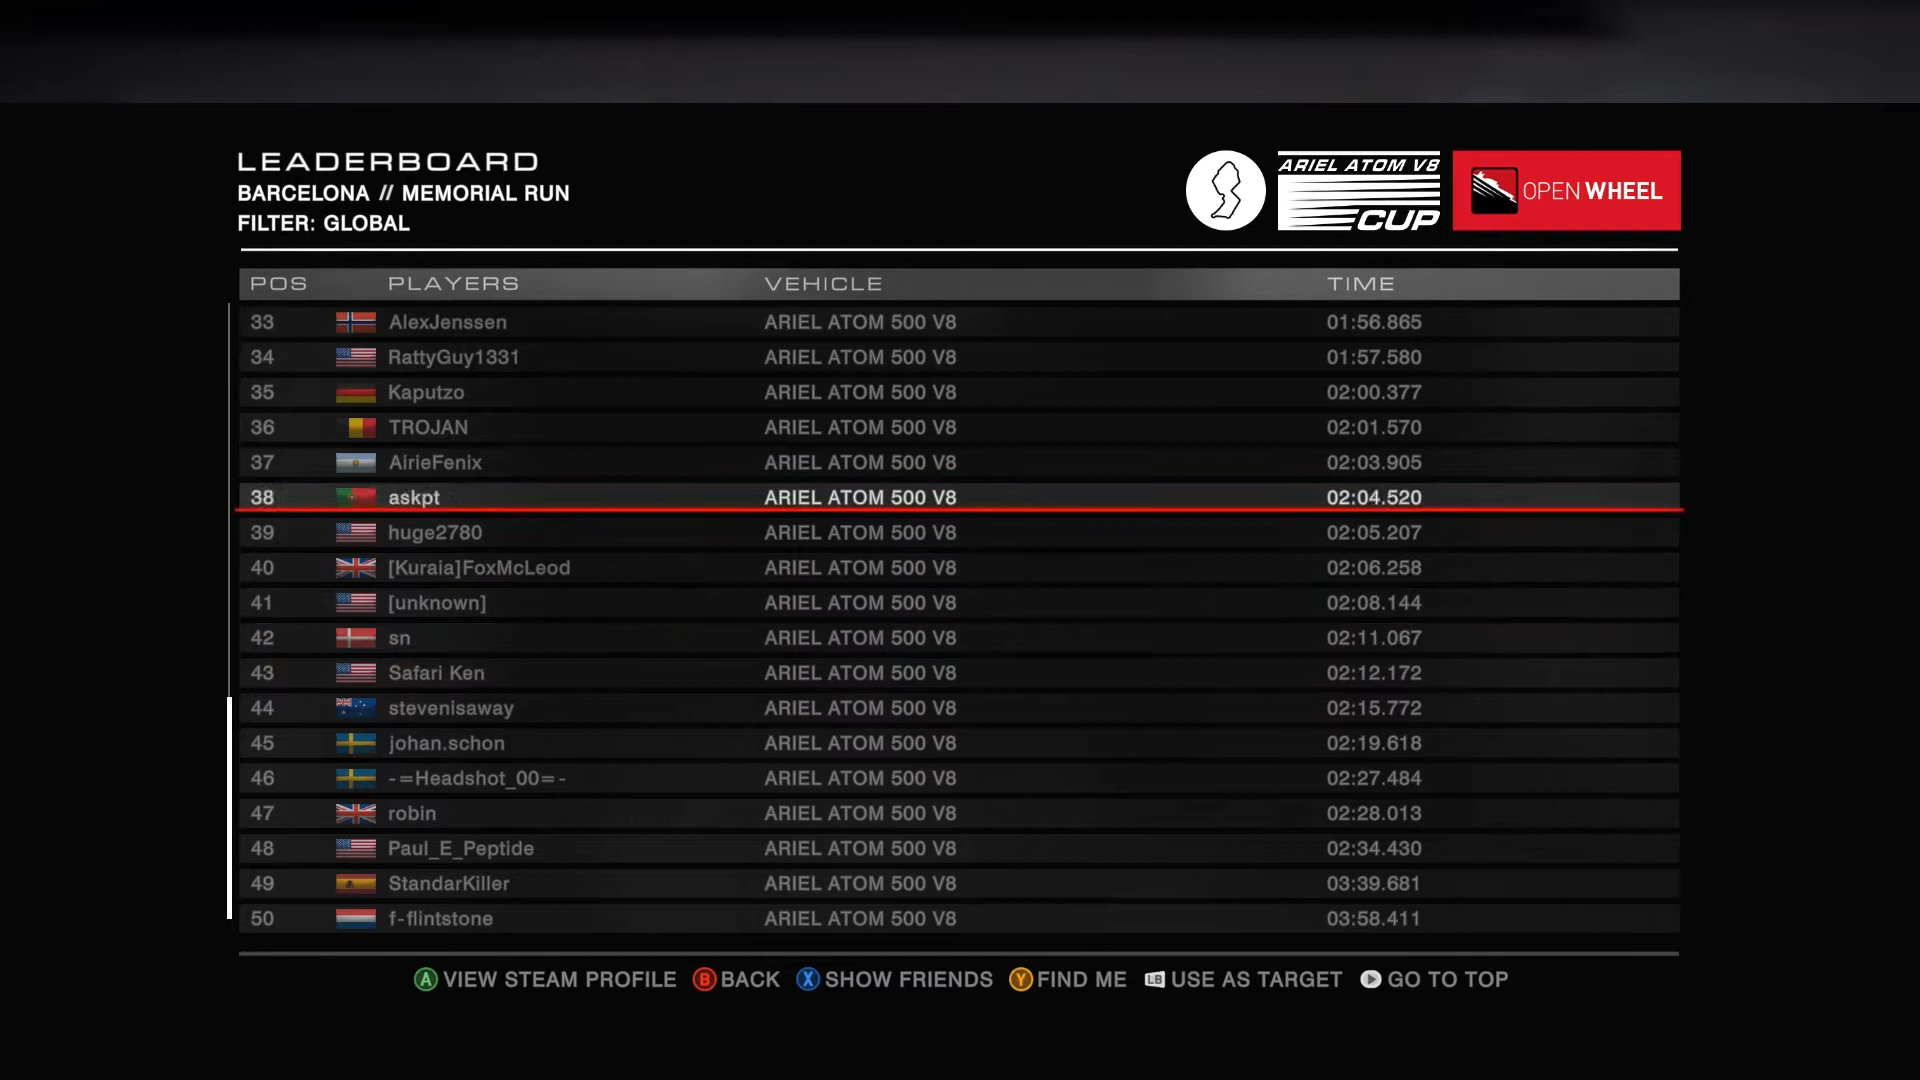 LEADERBOARD
BARCELONA // MEMORIAL RUN
FILTER: GLOBAL
ARIEL ATOM V8
CUP
OPEN WHEEL
POS PLAYERS VEHICLE TIME
33 AlexJenssen ARIEL ATOM 500 V8 01:56.865
34 RattyGuy1331 ARIEL ATOM 500 V8 01:57.580
35 Kaputzo ARIEL ATOM 500 V8 02:00.377
36 TROJAN ARIEL ATOM 500 V8 02:01.570
37 AirieFenix ARIEL ATOM 500 V8 02:03.905
38 askpt ARIEL ATOM 500 V8 02:04.520
39 huge2780 ARIEL ATOM 500 V8 02:05.207
40 [Kuraia]FoxMcLeod ARIEL ATOM 500 V8 02:06.258
41 [unknown] ARIEL ATOM 500 V8 02:08.144
42 sn ARIEL ATOM 500 V8 02:11.067
43 Safari Ken ARIEL ATOM 500 V8 02:12.172
44 stevenisaway ARIEL ATOM 500 V8 02:15.772
45 johan.schon ARIEL ATOM 500 V8 02:19.618
46 -=Headshot_00=- ARIEL ATOM 500 V8 02:27.484
47 robin ARIEL ATOM 500 V8 02:28.013
48 Paul_E_Peptide ARIEL ATOM 500 V8 02:34.430
49 StandarKiller ARIEL ATOM 500 V8 03:39.681
50 f-flintstone ARIEL ATOM 500 V8 03:58.411
A VIEW STEAM PROFILE B BACK X SHOW FRIENDS Y FIND ME LB USE AS TARGET GO TO TOP